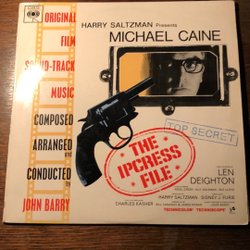 CBS
HARRY SALTZMAN Presents
MICHAEL CAINE
ORIGINAL
FILM
SOUND-TRACK
MUSIC
COMPOSED
ARRANGED
and
CONDUCTED
by
JOHN BARRY
TOP SECRET
THE
IPCRESS
FILE
LEN
DEIGHTON
HARRY SALTZMAN
SIDNEY J. FURIE
CHARLES KASHER
TECHNICOLOR TECHNISCOPE